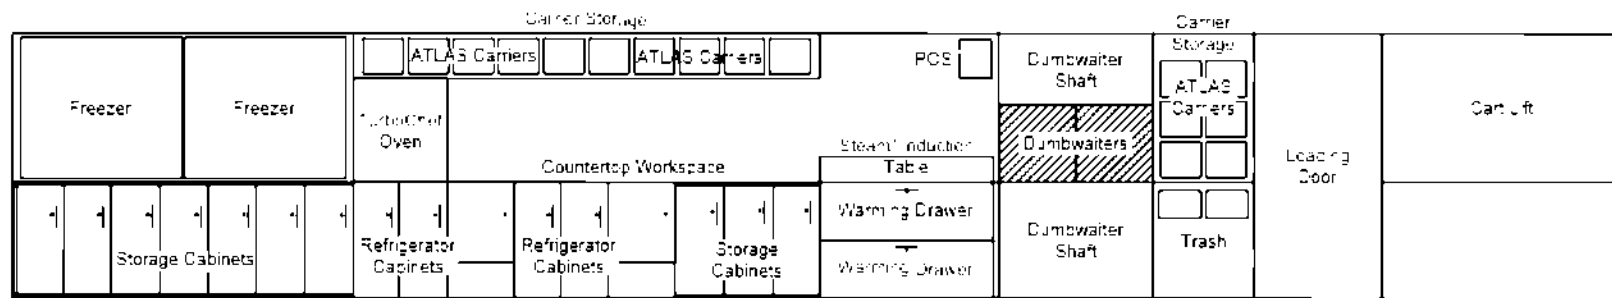 Carrier Storage
Carrier
Storage
ATLAS Carriers
ATLAS Carriers
POS
Dumbwaiter
Shaft
ATLAS
Carriers
Freezer
Freezer
TurboChef
Oven
Cart Lift
Steam/Induction
Table
Dumbwaiters
Countertop Workspace
Loading
Door
Warming Drawer
Storage Cabinets
Refrigerator
Cabinets
Refrigerator
Cabinets
Storage
Cabinets
Warming Drawer
Dumbwaiter
Shaft
Trash